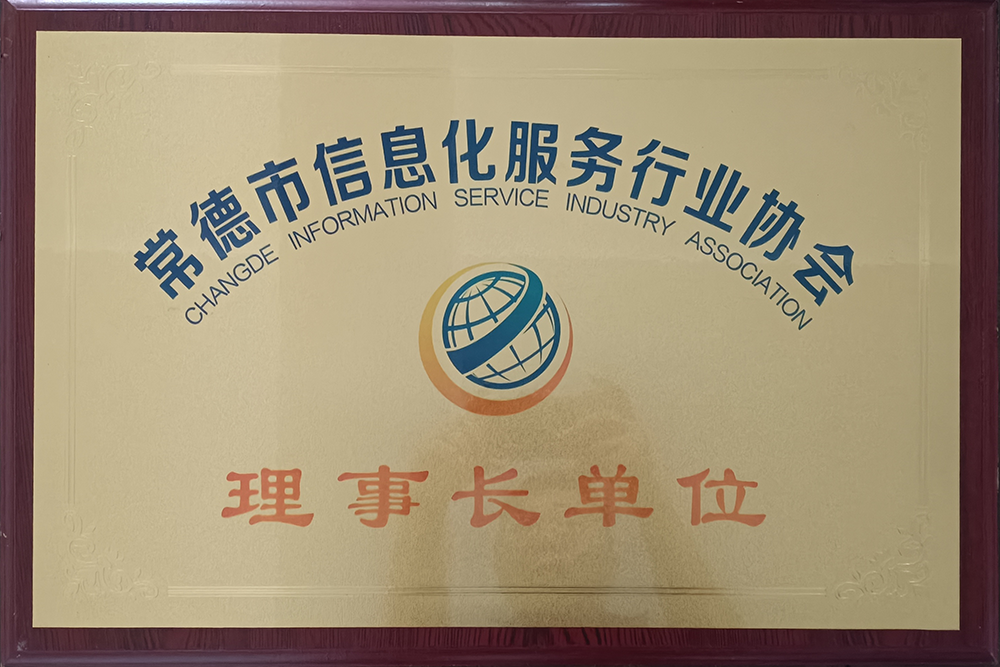 常德市信息化服务行业协会
CHANGDE INFORMATION SERVICE INDUSTRY ASSOCIATION
理事长单位